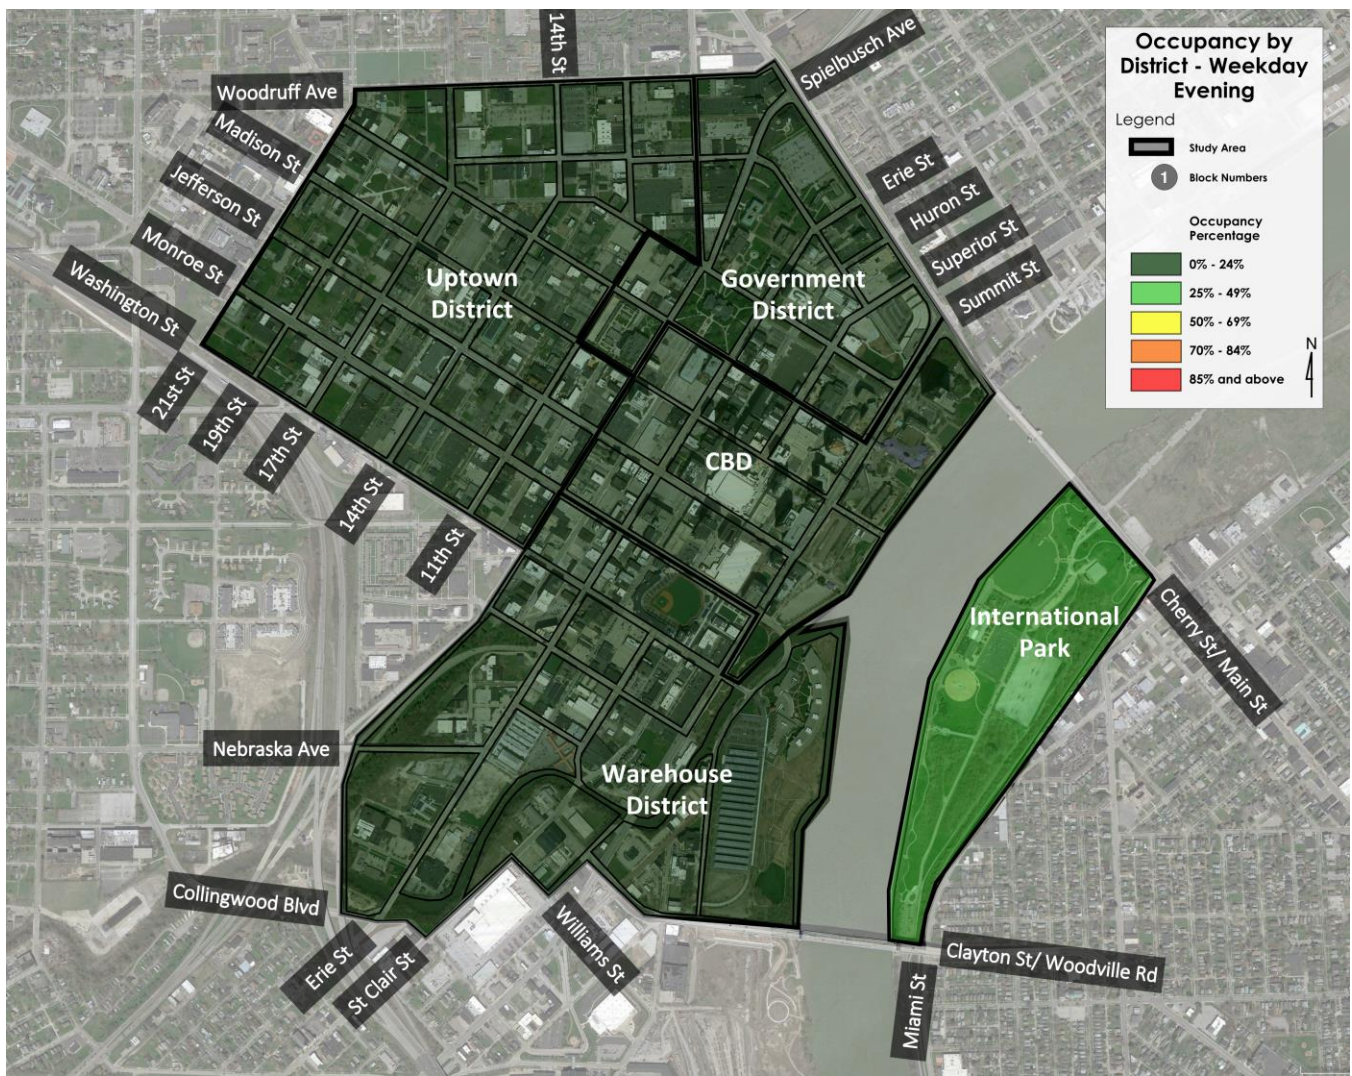 Occupancy by
District - Weekday
Evening
Legend
Study Area
1
Block Numbers
Occupancy
Percentage
0% - 24%
25% - 49%
50% - 69%
70% - 84%
85% and above
N
14th St
Spielbusch Ave
Woodruff Ave
Madison St
Jefferson St
Monroe St
Washington St
Erie St
Huron St
Superior St
Summit St
Uptown
District
Government
District
21st St
19th St
17th St
14th St
11th St
CBD
International
Park
Cherry St/ Main St
Nebraska Ave
Warehouse
District
Collingwood Blvd
Erie St
St Clair St
Williams St
Clayton St/ Woodville Rd
Miami St